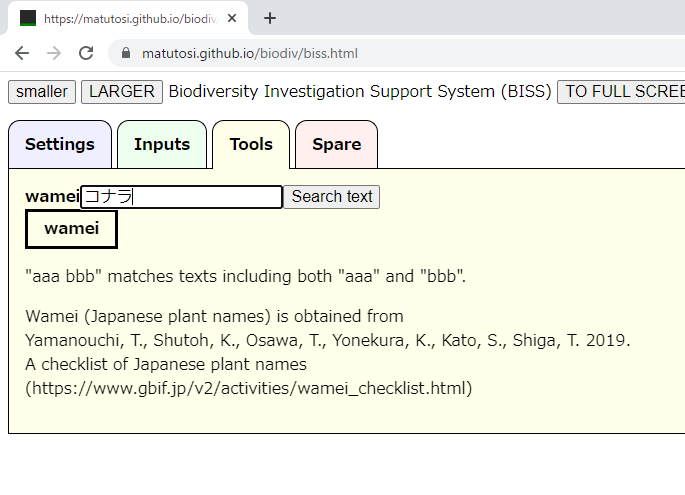 https://matutosi.github.io/biodiv
matutosi.github.io/biodiv/biss.html
smaller LARGER Biodiversity Investigation Support System (BISS) TO FULL SCREE
Settings Inputs Tools Spare
wamei コナラ Search text
wamei
"aaa bbb" matches texts including both "aaa" and "bbb".
Wamei (Japanese plant names) is obtained from
Yamanouchi, T., Shutoh, K., Osawa, T., Yonekura, K., Kato, S., Shiga, T. 2019.
A checklist of Japanese plant names
(https://www.gbif.jp/v2/activities/wamei_checklist.html)